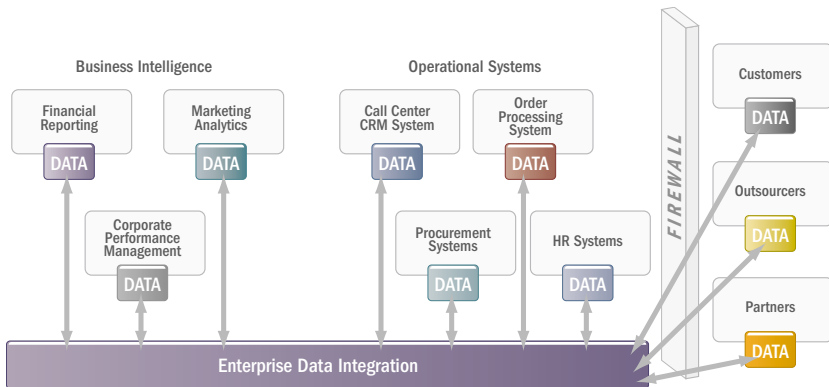 Business Intelligence
Operational Systems
Financial
Reporting
DATA
Marketing
Analytics
DATA
Call Center
CRM System
DATA
Order
Processing
System
DATA
Corporate
Performance
Management
DATA
Procurement
Systems
DATA
HR Systems
DATA
FIREWALL
Customers
DATA
Outsourcers
DATA
Partners
DATA
Enterprise Data Integration